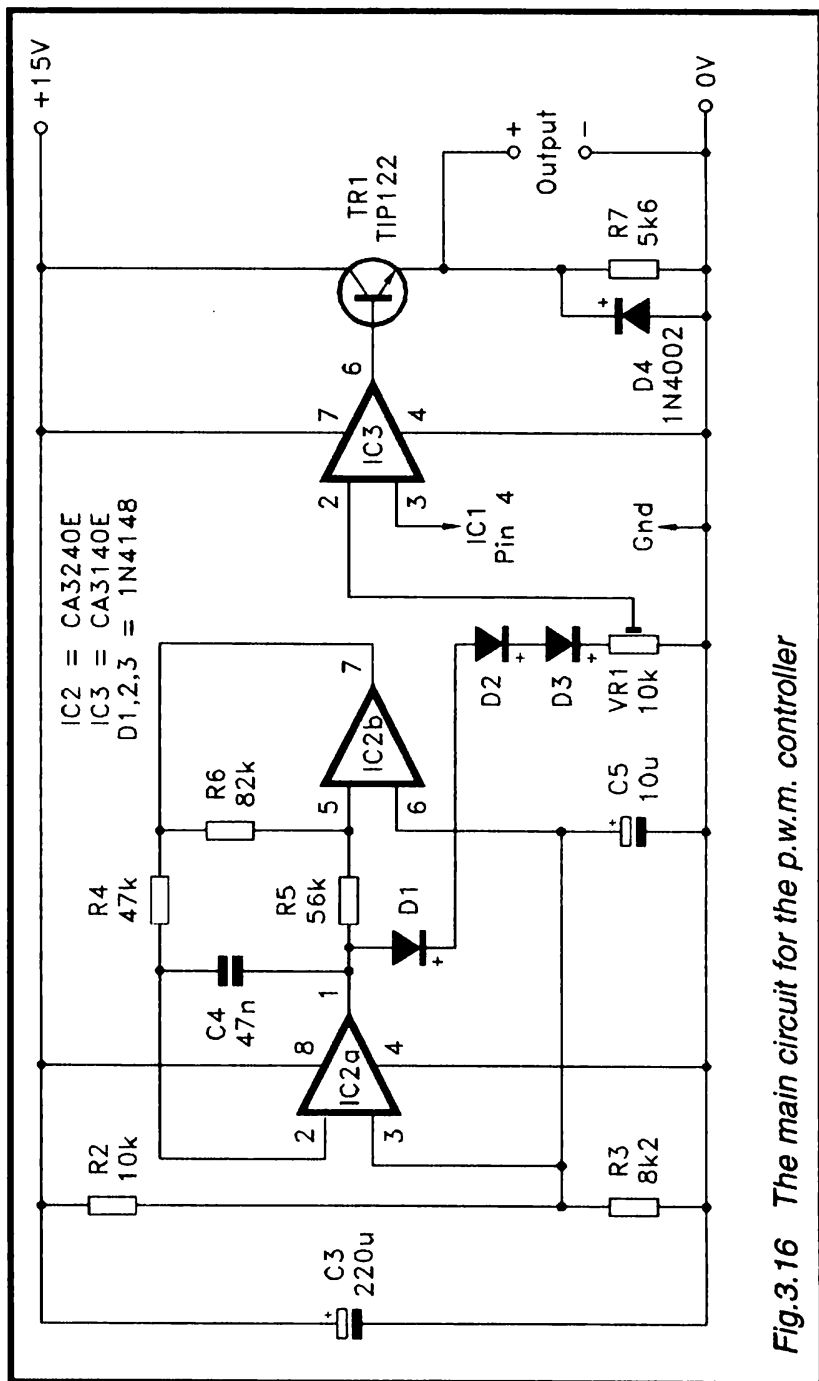 +15V
IC2 = CA3240E
IC3 = CA3140E
D1,2,3 = 1N4148
R2
10k
C3
220u
+
R3
8k2
2
3
8
4
IC2a
1
C4
47n
R4
47k
R6
82k
R5
56k
D1
+
5
6
IC2b
7
D2
+
D3
+
VR1
10k
C5
10u
+
2
3
7
4
IC3
6
IC1
Pin 4
Gnd
TR1
TIP122
+
Output
-
D4
1N4002
+
R7
5k6
0V
Fig.3.16 The main circuit for the p.w.m. controller